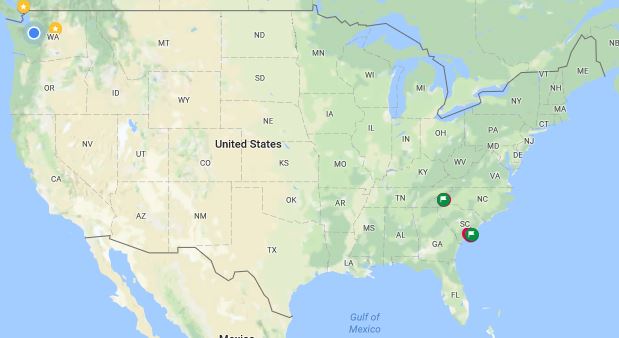 WA
MT
ND
MN
OR
ID
WY
SD
WI
MI
VT
NH
ME
NB
NY
MA
CT
NE
IA
IL
IN
OH
PA
NJ
MD
DE
NV
UT
CO
United States
KS
MO
KY
WV
VA
CA
AZ
NM
OK
AR
TN
NC
SC
TX
MS
AL
GA
LA
FL
Gulf of
Mexico
Mexico